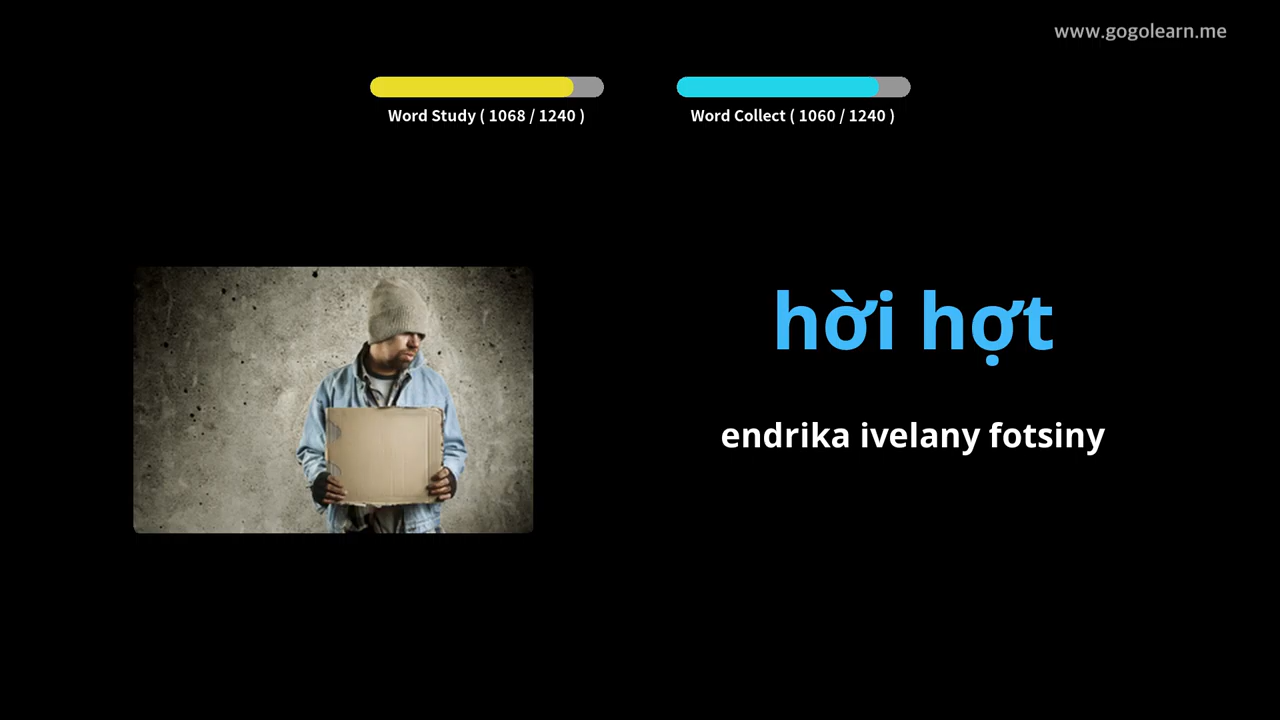 www.gogolearn.me
Word Study ( 1068 / 1240 )
Word Collect ( 1060 / 1240 )
hời hợt
endrika ivelany fotsiny